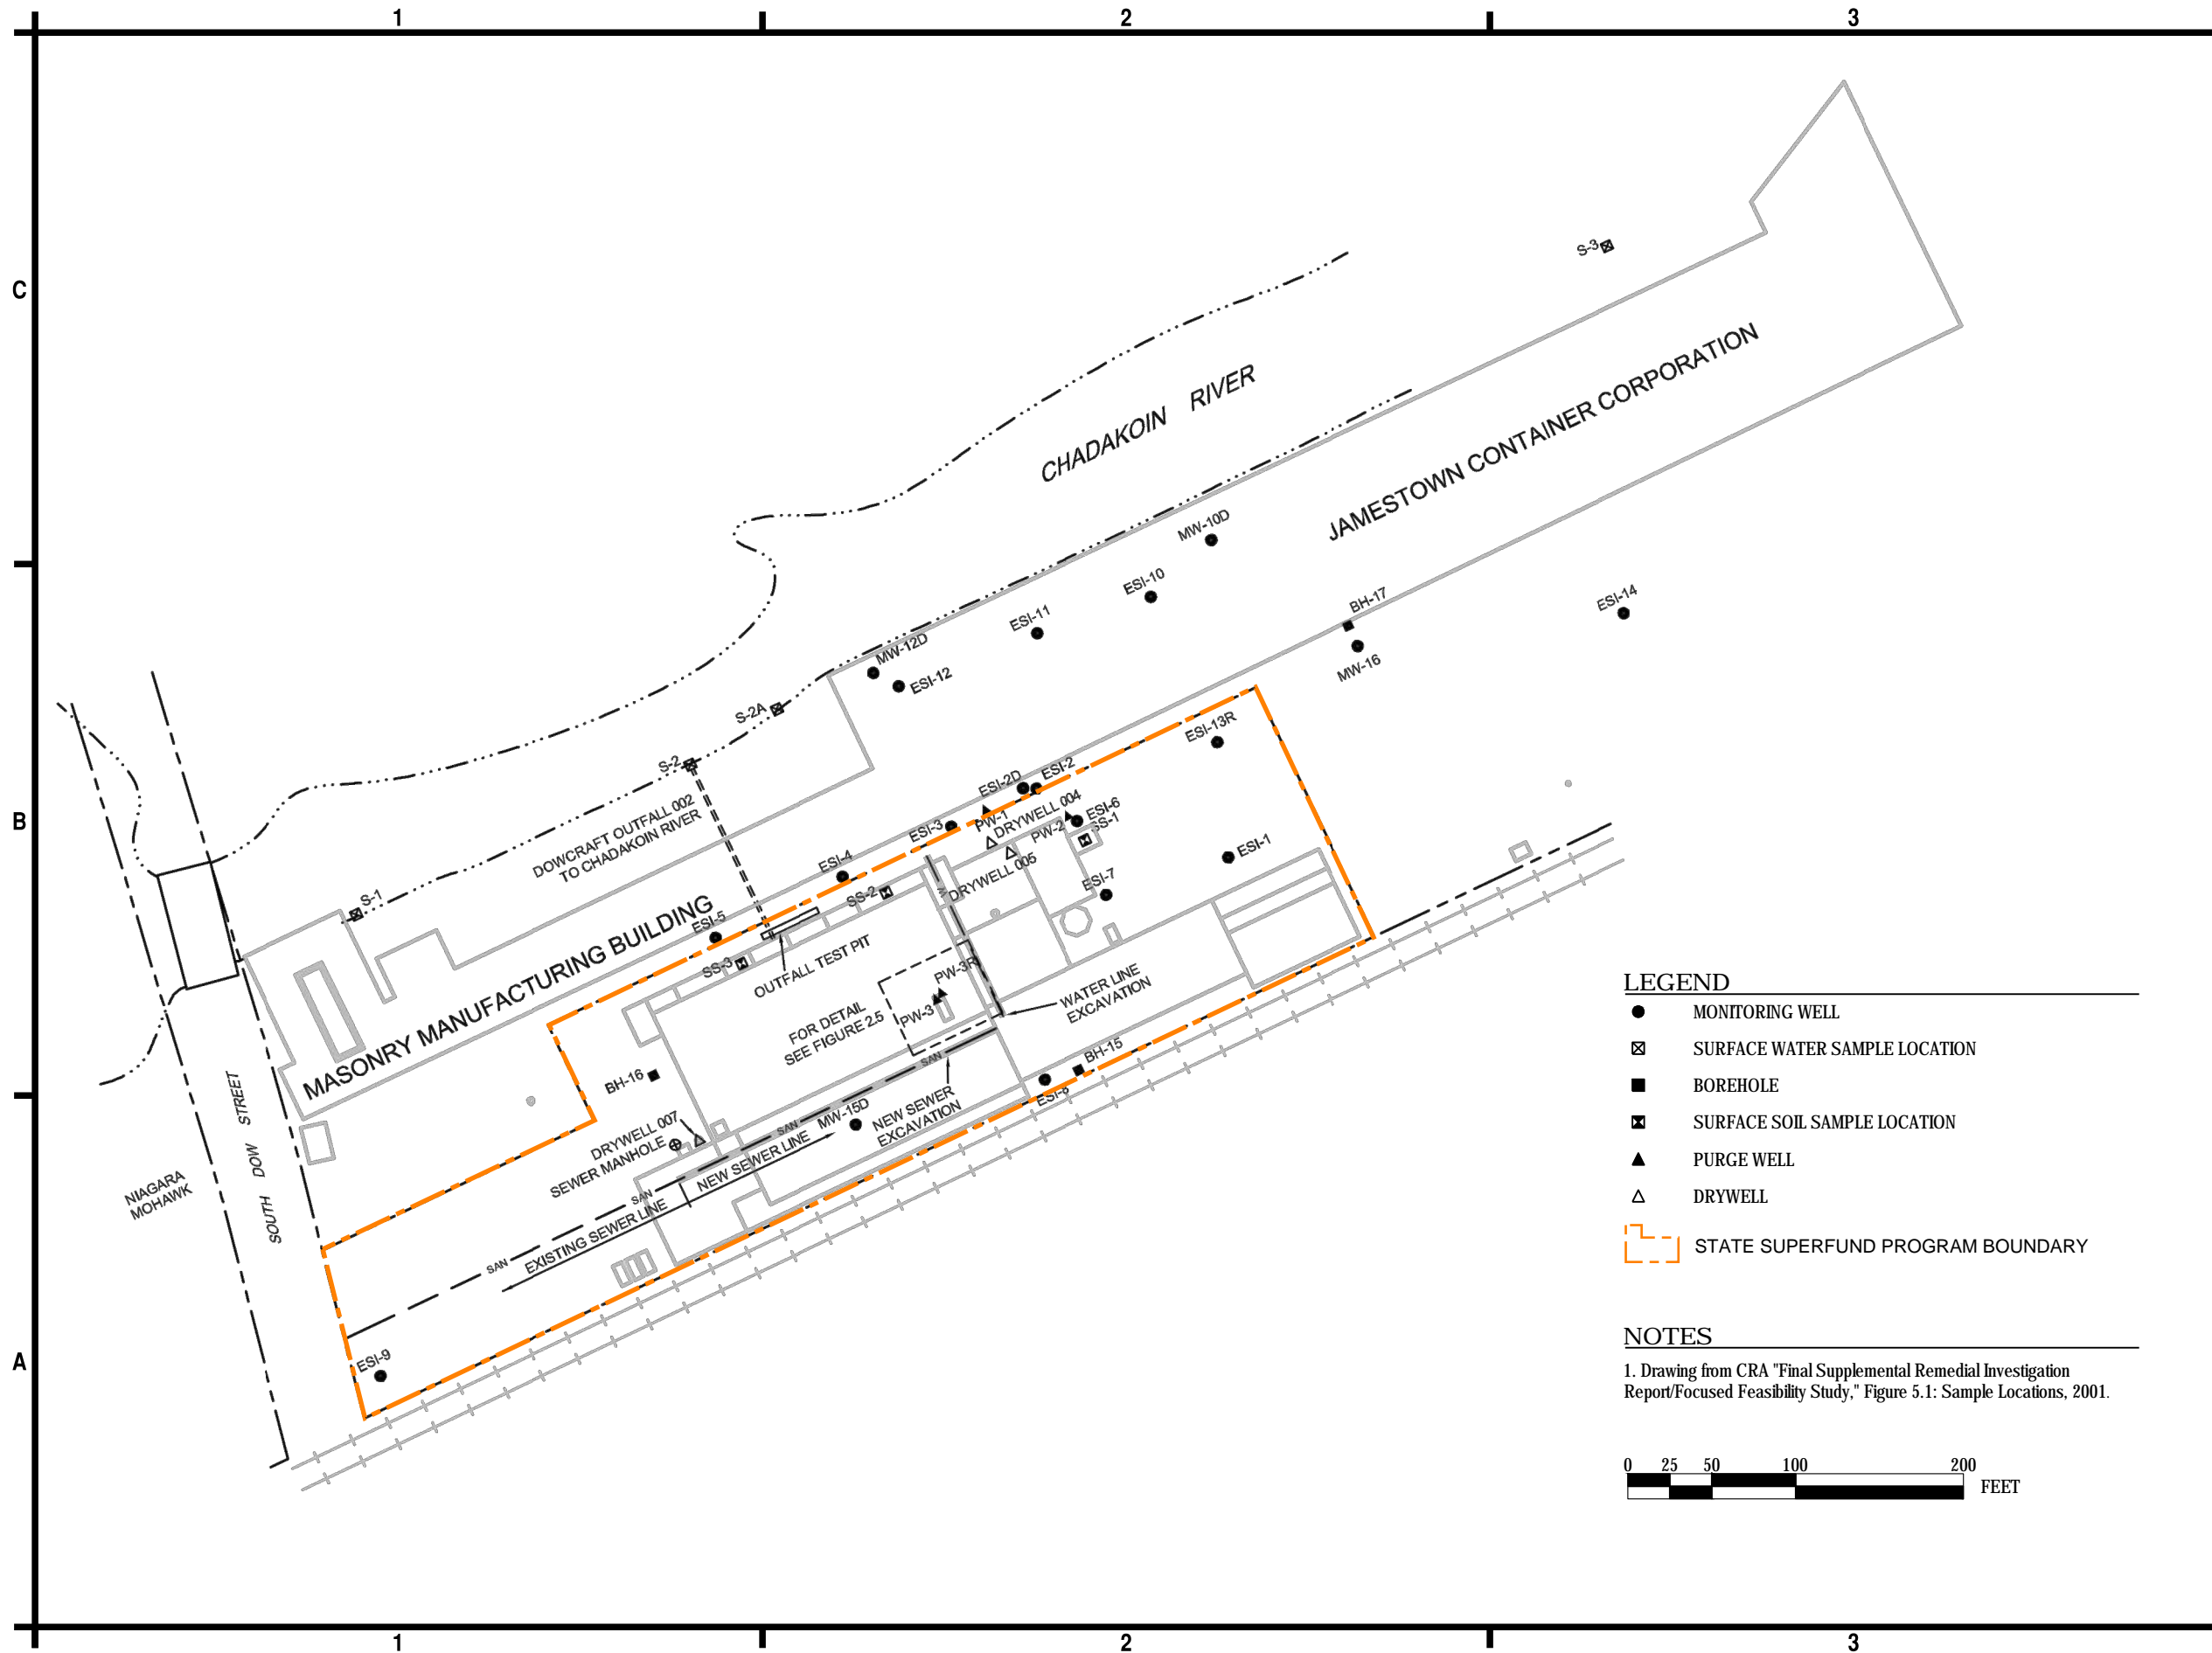 1
2
3
C
S-3
CHADAKOIN RIVER
JAMESTOWN CONTAINER CORPORATION
MW-10D
ESI-10
ESI-14
BH-17
ESI-11
MW-12D
ESI-12
MW-16
S-2A
ESI-13R
S-2
ESI-2D
ESI-2
B
DOWCRAFT OUTFALL 002
TO CHADAKOIN RIVER
DRYWELL 004
PW-1
ESI-6
ESI-3
PW-2
SS-1
ESI-1
ESI-4
DRYWELL 005
ESI-7
SS-2
W
S-1
ESI-5
MASONRY MANUFACTURING BUILDING
SS-3
OUTFALL TEST PIT
PW-3R
WATER LINE
EXCAVATION
PW-3
FOR DETAIL
SEE FIGURE 2.5
SAN
BH-15
BH-16
ESI-8
SOUTH DOW STREET
MW-15D
NEW SEWER
EXCAVATION
DRYWELL 007
SEWER MANHOLE
SAN
NEW SEWER LINE
NIAGARA
MOHAWK
SAN
EXISTING SEWER LINE
SAN
ESI-9
A
LEGEND
MONITORING WELL
SURFACE WATER SAMPLE LOCATION
BOREHOLE
SURFACE SOIL SAMPLE LOCATION
PURGE WELL
DRYWELL
STATE SUPERFUND PROGRAM BOUNDARY
NOTES
1. Drawing from CRA "Final Supplemental Remedial Investigation
Report/Focused Feasibility Study," Figure 5.1: Sample Locations, 2001.
0 25 50 100 200
FEET
1
2
3